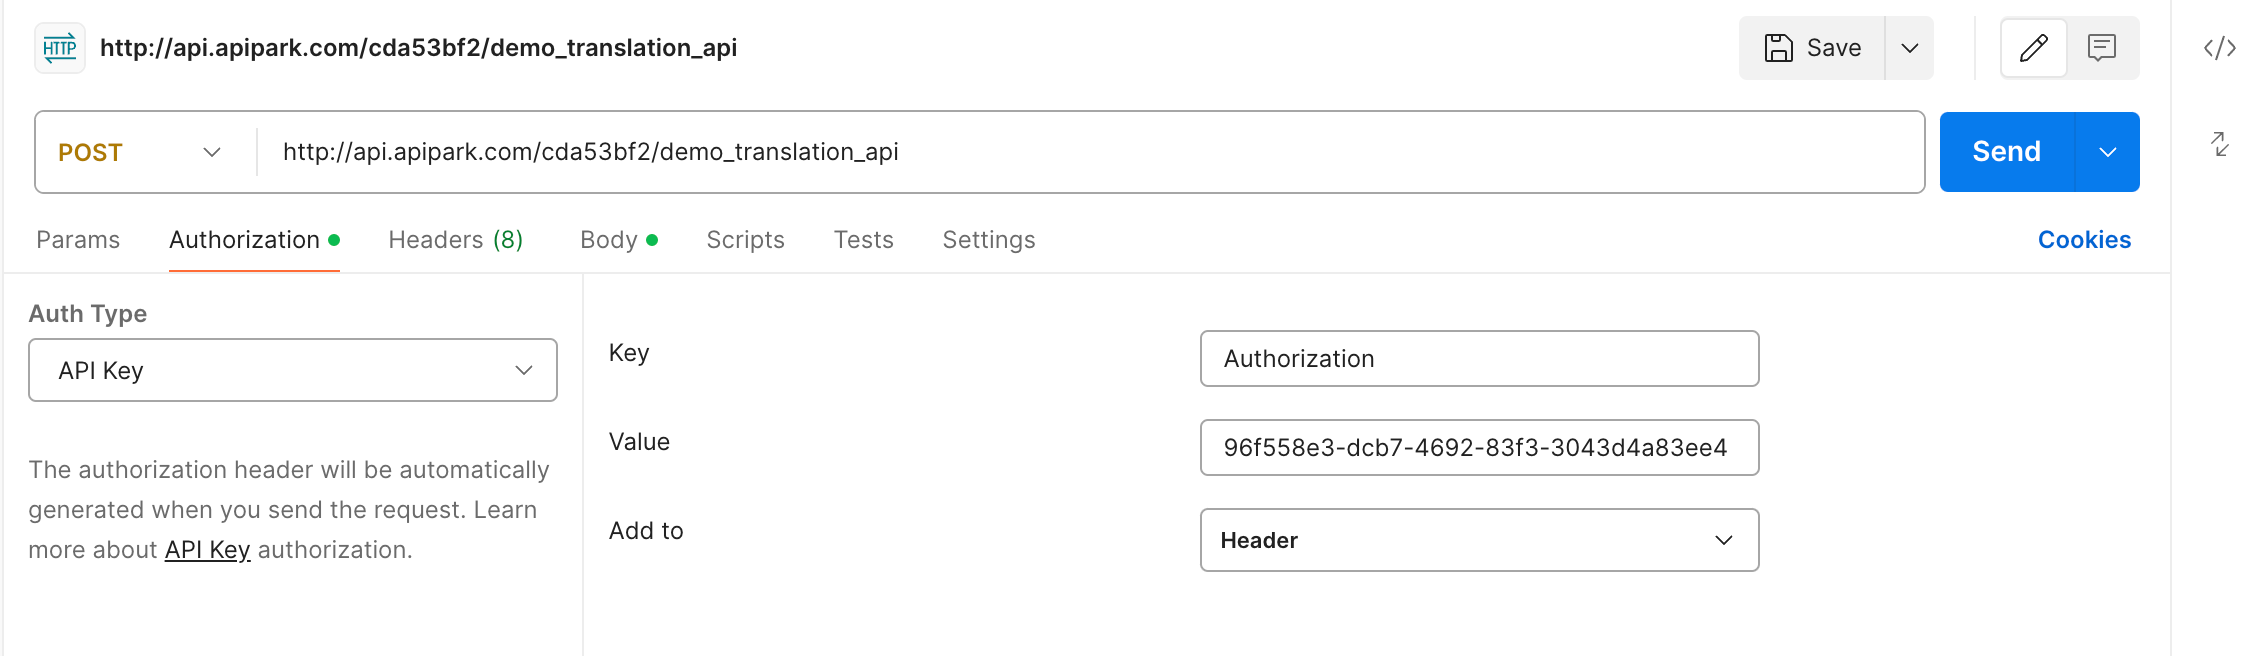 HTTP http://api.apipark.com/cda53bf2/demo_translation_api Save
POST http://api.apipark.com/cda53bf2/demo_translation_api Send
Params Authorization Headers (8) Body Scripts Tests Settings Cookies
Auth Type
API Key
The authorization header will be automatically
generated when you send the request. Learn
more about API Key authorization.
Key Authorization
Value 96f558e3-dcb7-4692-83f3-3043d4a83ee4
Add to Header